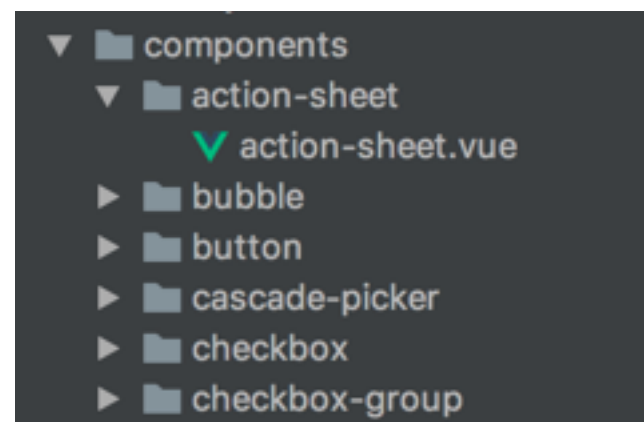 components
action-sheet
action-sheet.vue
bubble
button
cascade-picker
checkbox
checkbox-group